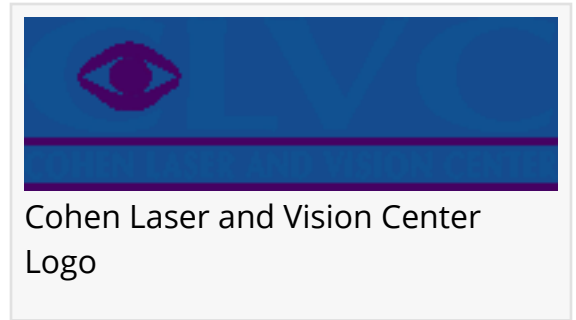 CLVC
COHEN LASER AND VISION CENTER
Cohen Laser and Vision Center
Logo